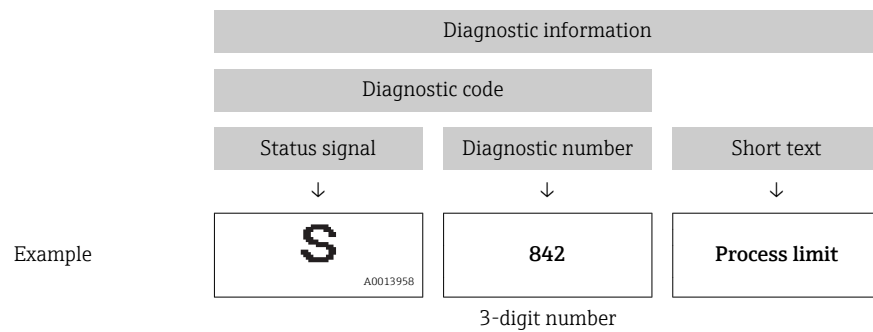 Diagnostic information
Diagnostic code
Status signal Diagnostic number Short text
↓ ↓ ↓
Example S 842 Process limit
A0013958
3-digit number